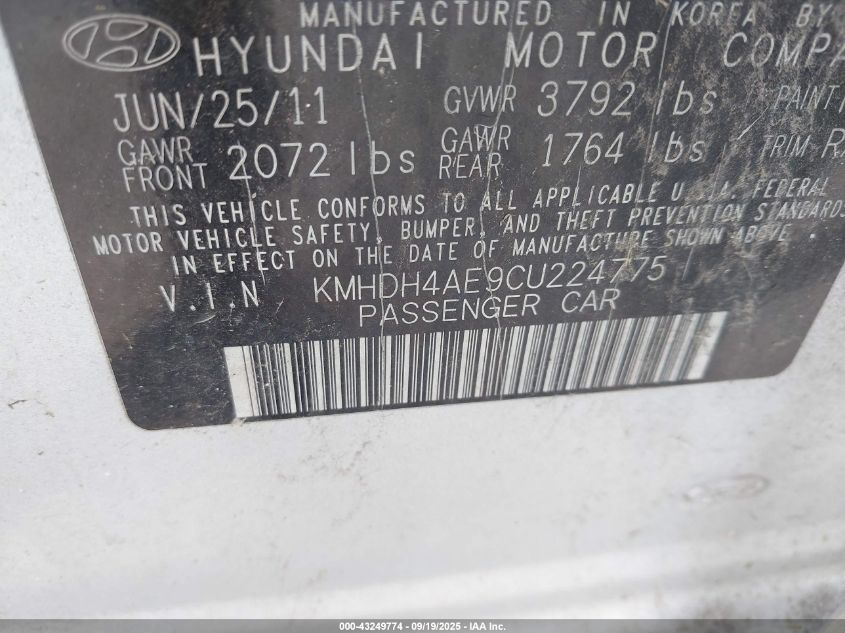 MANUFACTURED IN KOREA BY
HYUNDAI MOTOR COMPA
JUN/25/11 GVWR 3792 lbs PAINT
GAWR FRONT 2072 lbs GAWR REAR 1764 lbs TRIM
THIS VEHICLE CONFORMS TO ALL APPLICABLE U.S.A. FEDERAL
MOTOR VEHICLE SAFETY, BUMPER, AND THEFT PREVENTION STANDARDS
IN EFFECT ON THE DATE OF MANUFACTURE SHOWN ABOVE.
V.I.N KMHDH4AE9CU224775
PASSENGER CAR
000-43249774 - 09/19/2025 - IAA Inc.